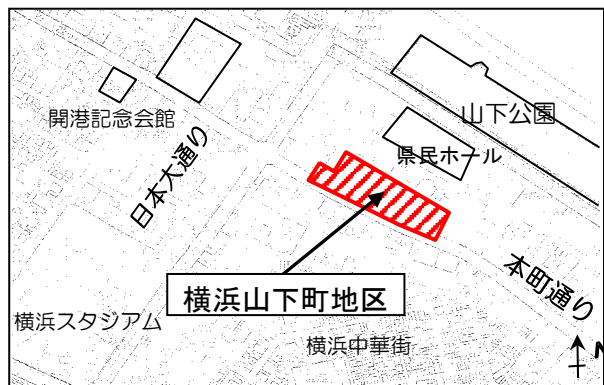 山下公園
開港記念会館
県民ホール
日本大通り
本町通り
横浜山下町地区
横浜スタジアム
横浜中華街
N